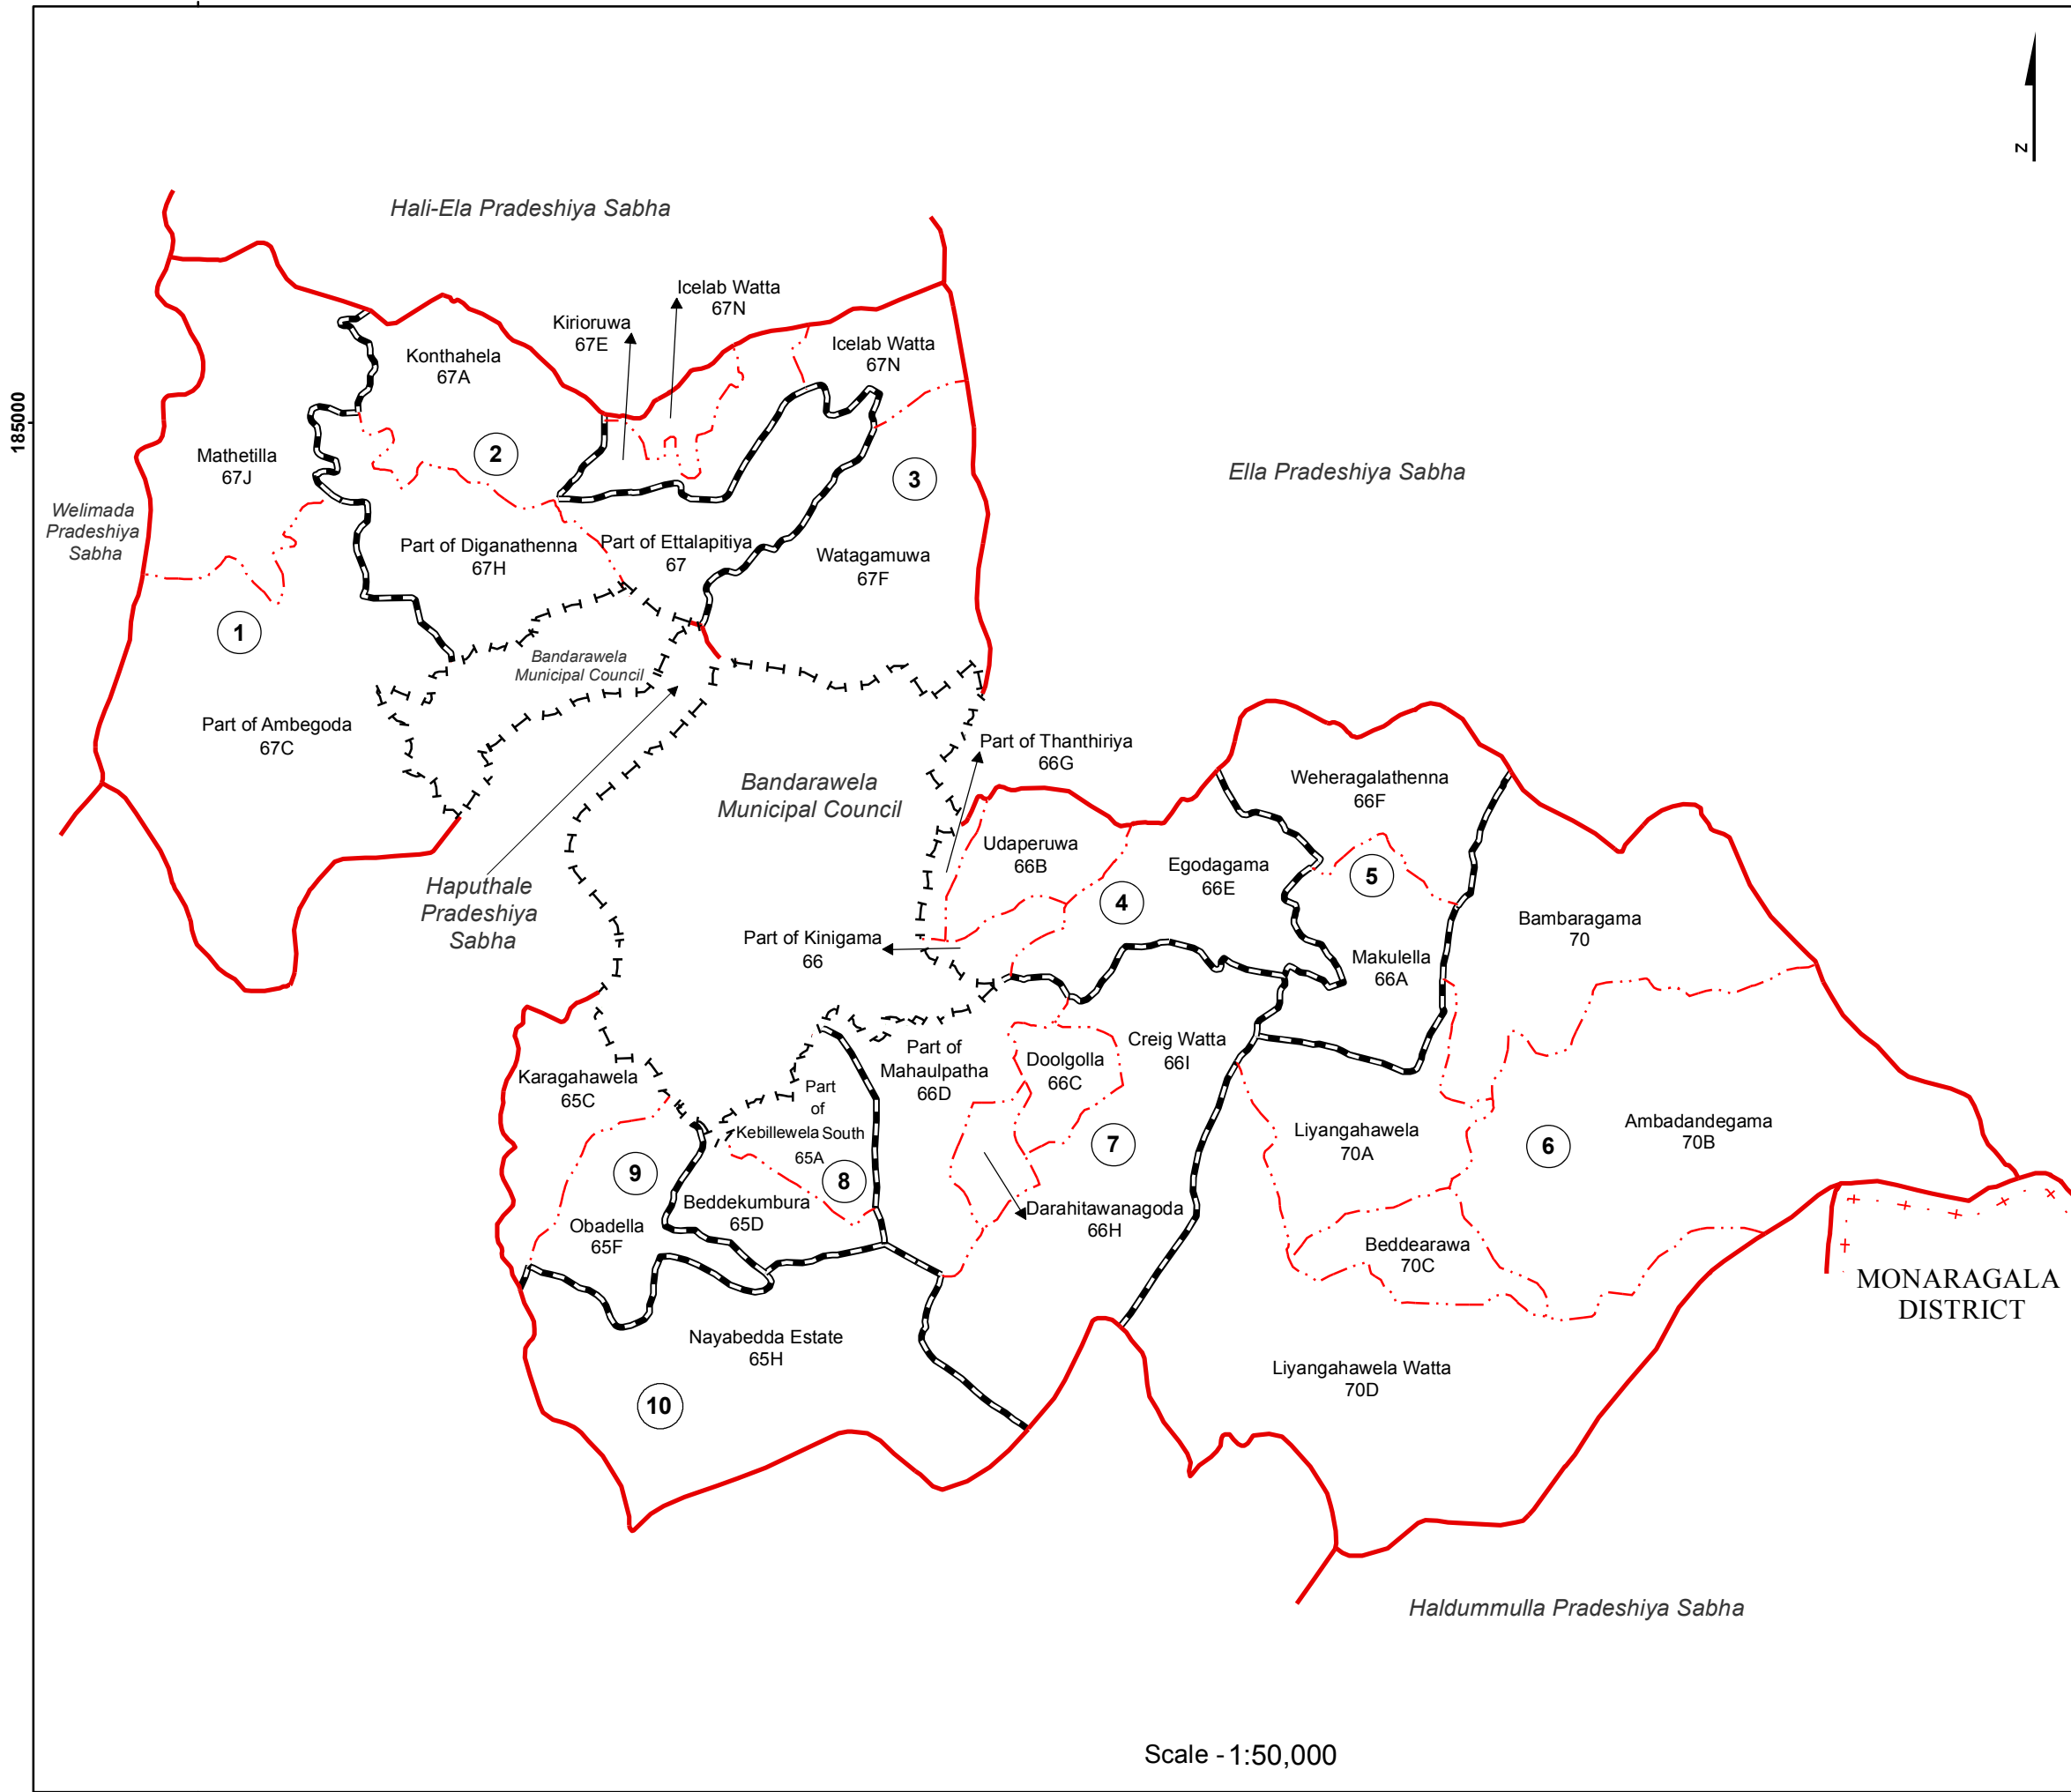 Z
Hali-Ela Pradeshiya Sabha
Icelab Watta
67N
Kirioruwa
67E
Icelab Watta
67N
Konthahela
67A
185000
Mathetilla
67J
2
3
Ella Pradeshiya Sabha
Welimada
Pradeshiya
Sabha
Part of Diganathenna
67H
Part of Ettalapitiya
67
Watagamuwa
67F
1
Bandarawela
Municipal Council
Part of Ambegoda
67C
Part of Thanthiriya
66G
Bandarawela
Municipal Council
Weheragalathenna
66F
Udaperuwa
66B
Egodagama
66E
5
4
Haputhale
Pradeshiya
Sabha
Bambaragama
70
Part of Kinigama
66
Makulella
66A
Creig Watta
66I
Part of
Mahaulpatha
66D
Doolgolla
66C
Karagahawela
65C
Part
of
Kebillewela South
65A
Liyangahawela
70A
Ambadandegama
70B
6
7
9
8
Beddekumbura
65D
Darahitawanagoda
66H
Obadella
65F
Beddearawa
70C
MONARAGALA
DISTRICT
Nayabedda Estate
65H
Liyangahawela Watta
70D
10
Haldummulla Pradeshiya Sabha
Scale - 1:50,000